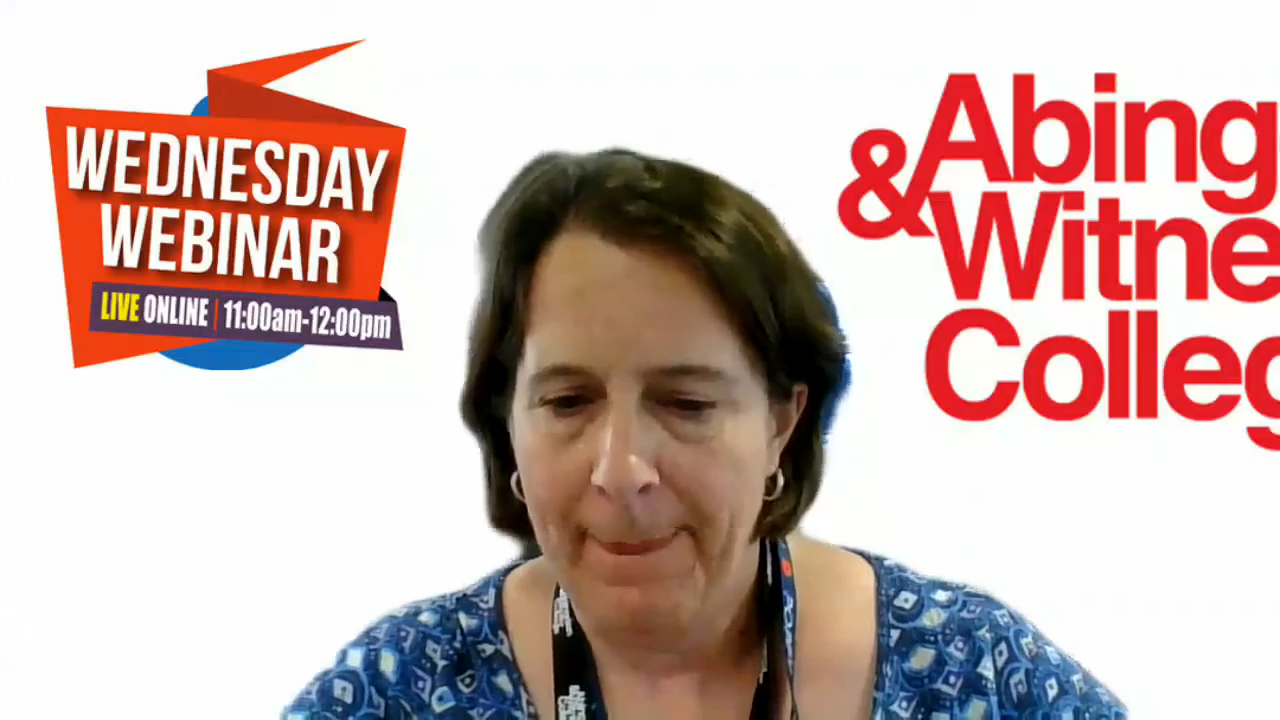 WEDNESDAY
WEBINAR
LIVE ONLINE | 11:00am-12:00pm
Abing
& Witne
Colleg